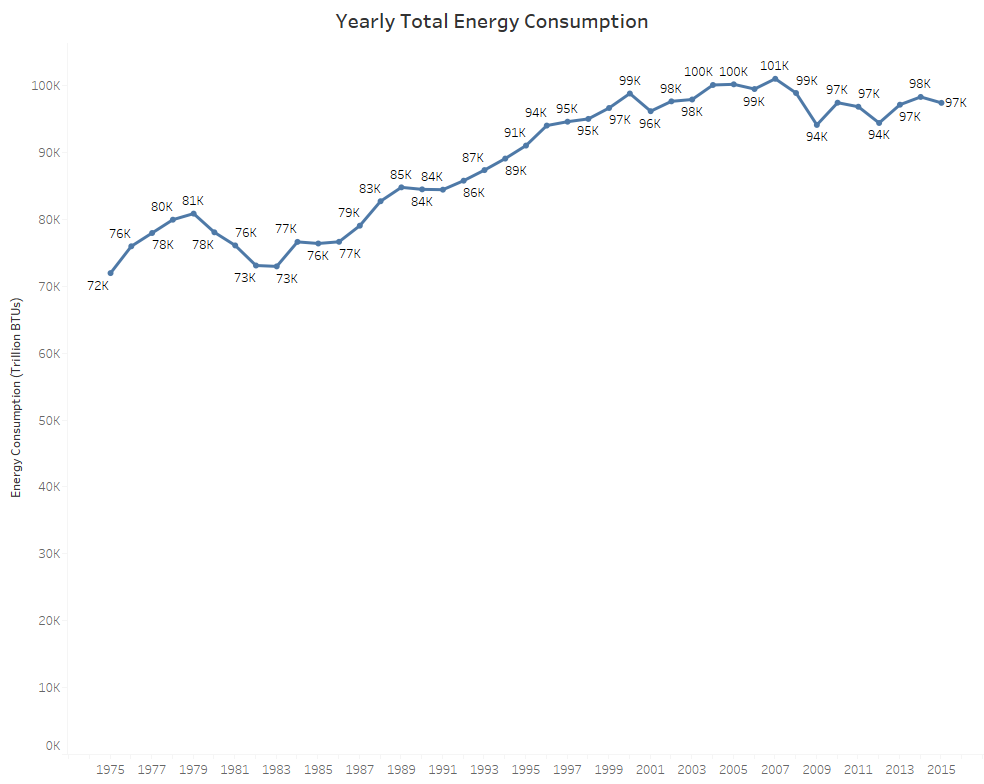 Yearly Total Energy Consumption
Energy Consumption (Trillion BTUs)
100K
90K
80K
70K
60K
50K
40K
30K
20K
10K
0K
72K
76K
78K
80K
81K
78K
76K
73K
73K
77K
76K
77K
79K
83K
85K
84K
84K
86K
87K
89K
91K
94K
95K
95K
97K
99K
96K
98K
98K
100K
100K
99K
101K
99K
94K
97K
97K
94K
97K
98K
97K
1975 1977 1979 1981 1983 1985 1987 1989 1991 1993 1995 1997 1999 2001 2003 2005 2007 2009 2011 2013 2015